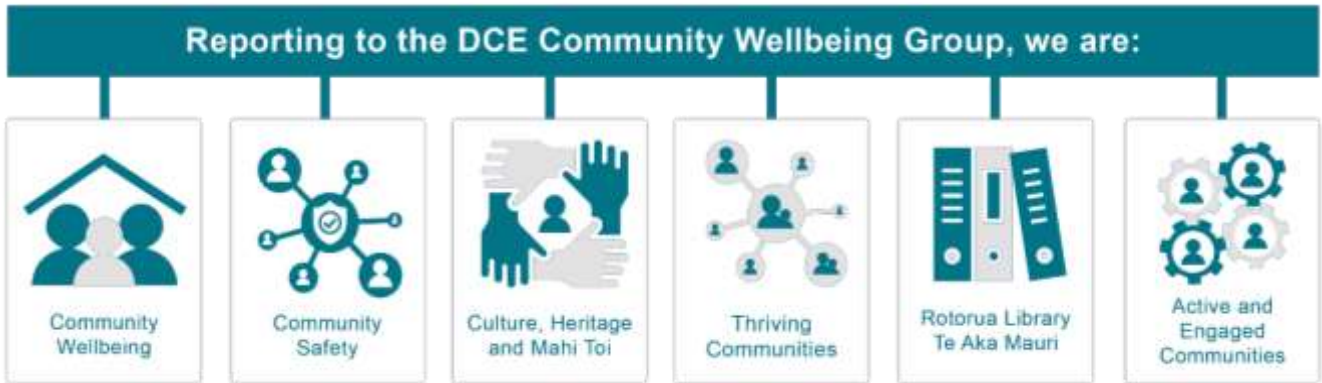 Reporting to the DCE Community Wellbeing Group, we are:
Community
Wellbeing
Community
Safety
Culture, Heritage
and Mahi Toi
Thriving
Communities
Rotorua Library
Te Aka Mauri
Active and
Engaged
Communities